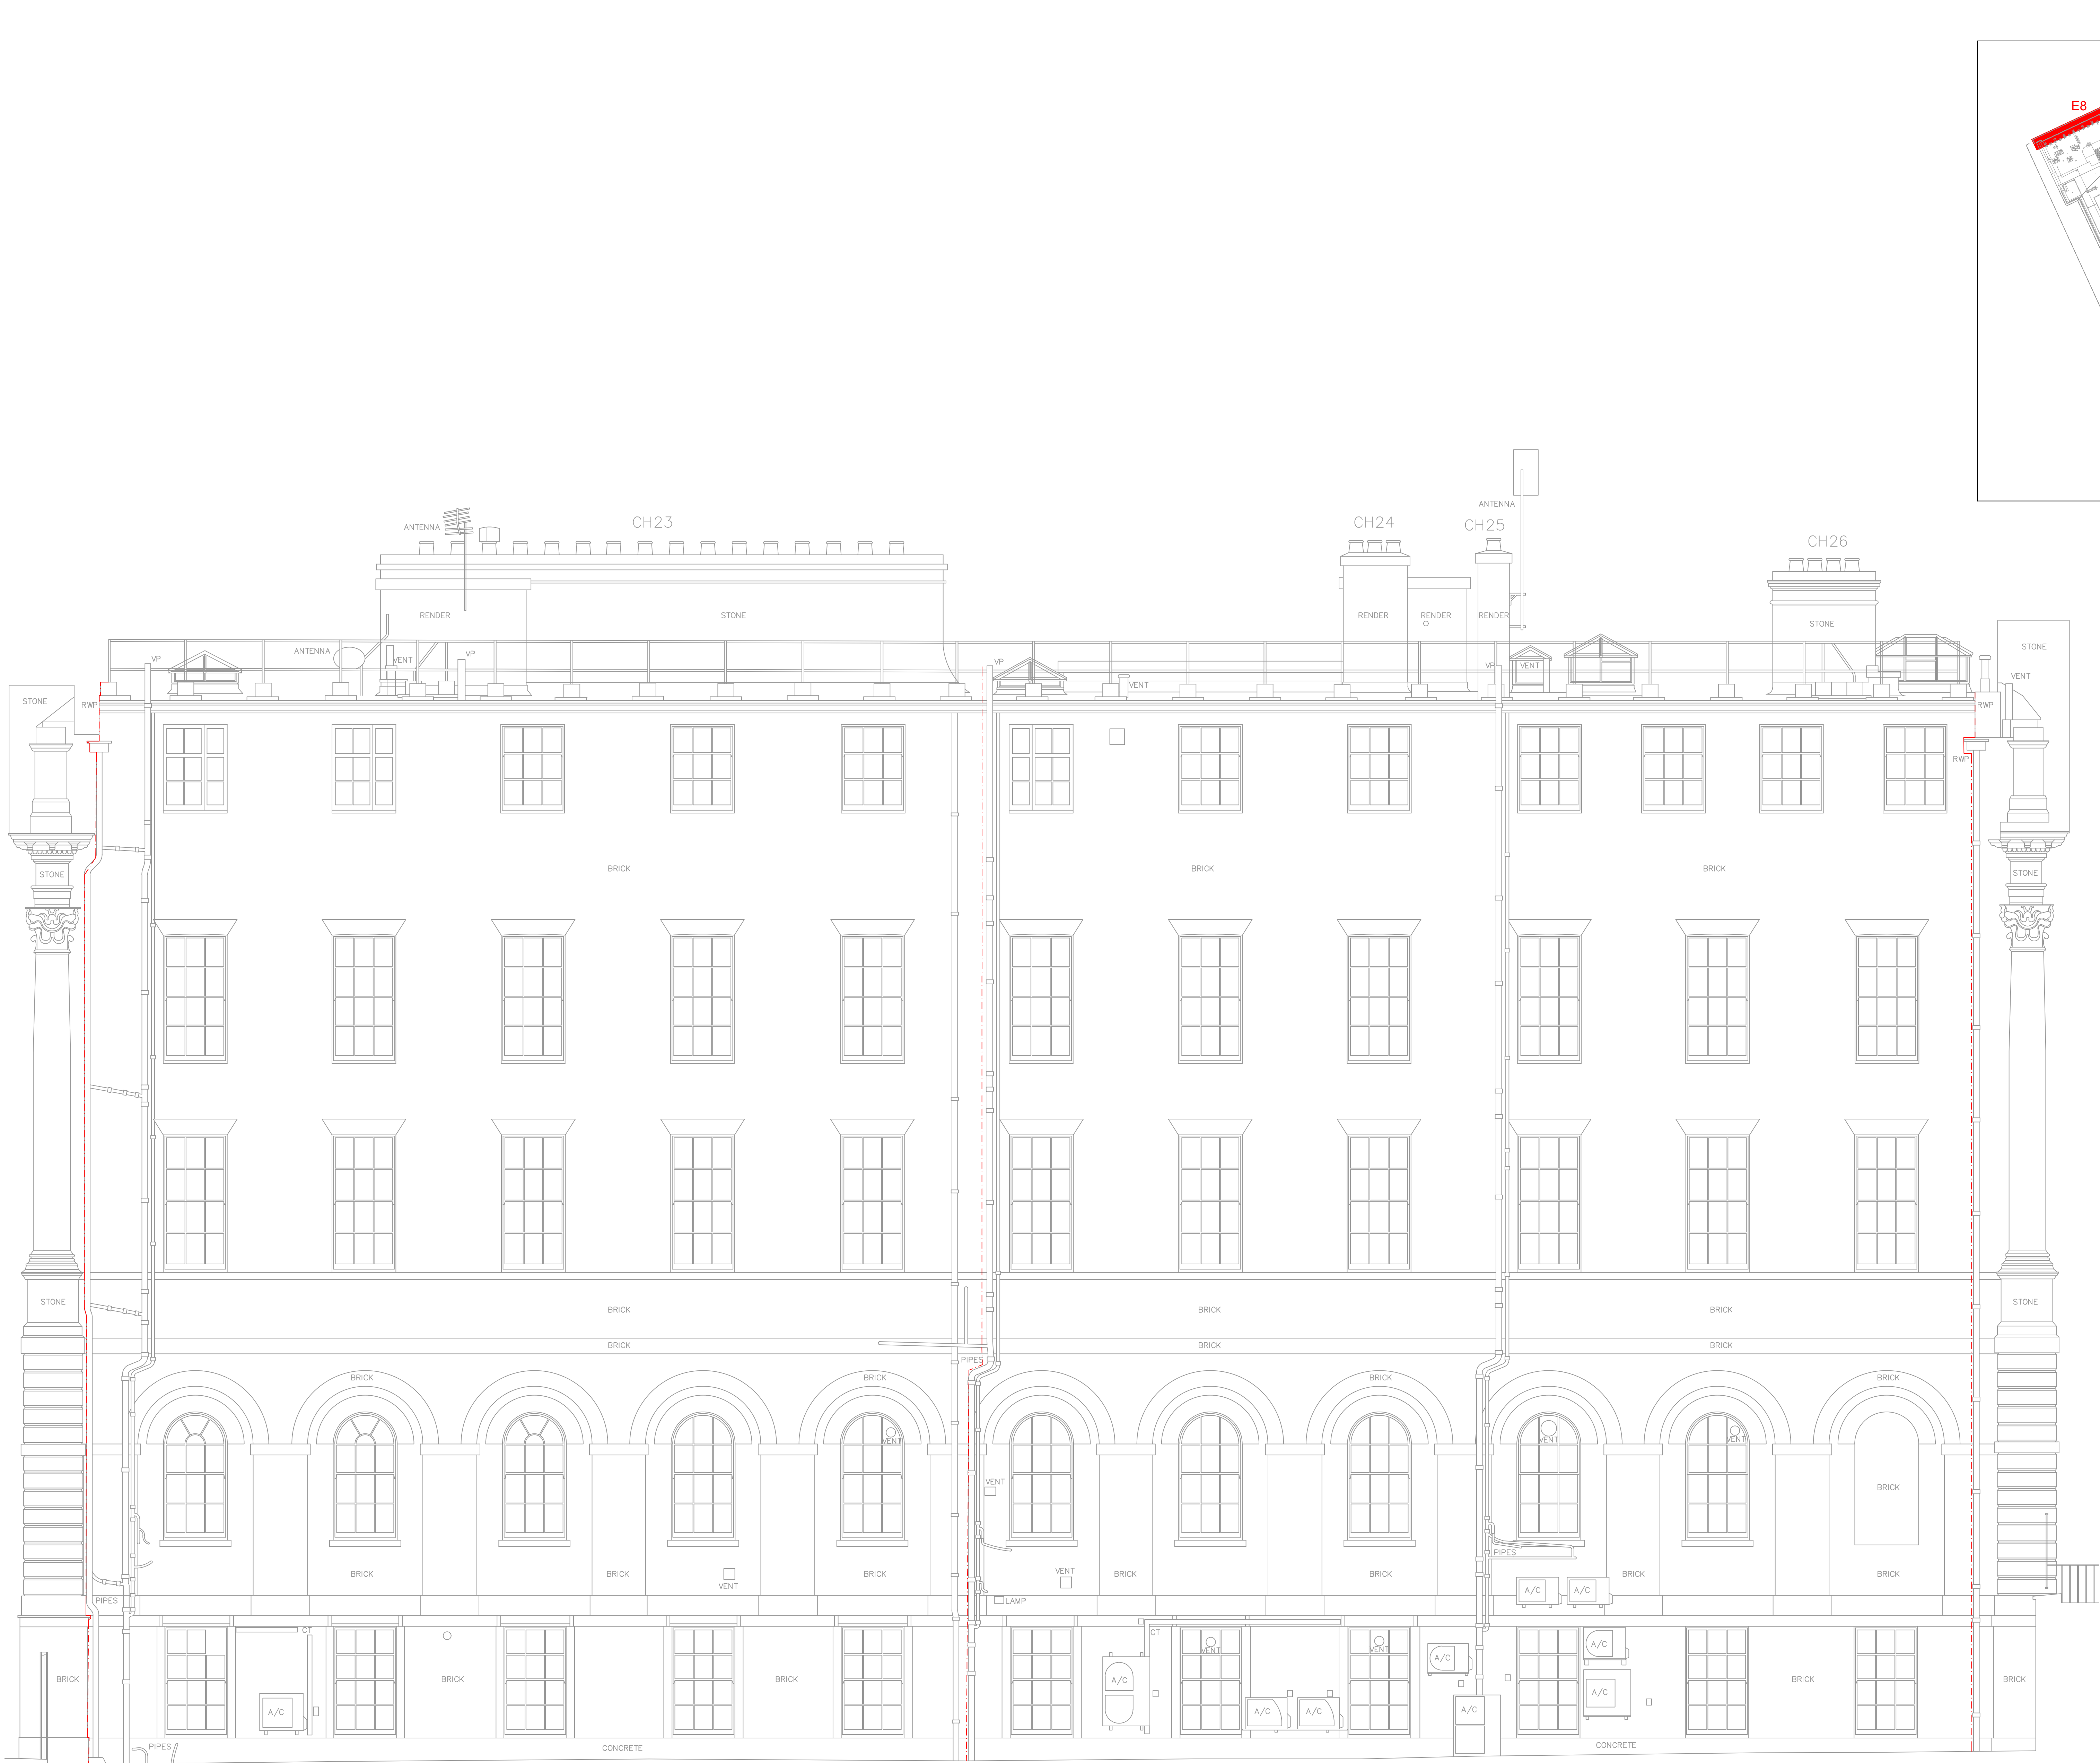 E8
ANTENNA
CH23
CH24
CH25
ANTENNA
CH26
RENDER
STONE
RENDER
RENDER
RENDER
STONE
ANTENNA
VP
VENT
VP
VP
VENT
VP
VENT
STONE
VENT
STONE
RWP
RWP
RWP
BRICK
BRICK
BRICK
STONE
STONE
STONE
BRICK
BRICK
BRICK
STONE
BRICK
BRICK
BRICK
PIPES
BRICK
BRICK
BRICK
BRICK
VENT
VENT
VENT
VENT
BRICK
PIPES
BRICK
BRICK
VENT
BRICK
VENT
BRICK
BRICK
BRICK
BRICK
A/C
A/C
PIPES
LAMP
CT
CT
VENT
VENT
A/C
A/C
BRICK
BRICK
BRICK
A/C
A/C
BRICK
BRICK
A/C
A/C
A/C
A/C
PIPES
CONCRETE
CONCRETE